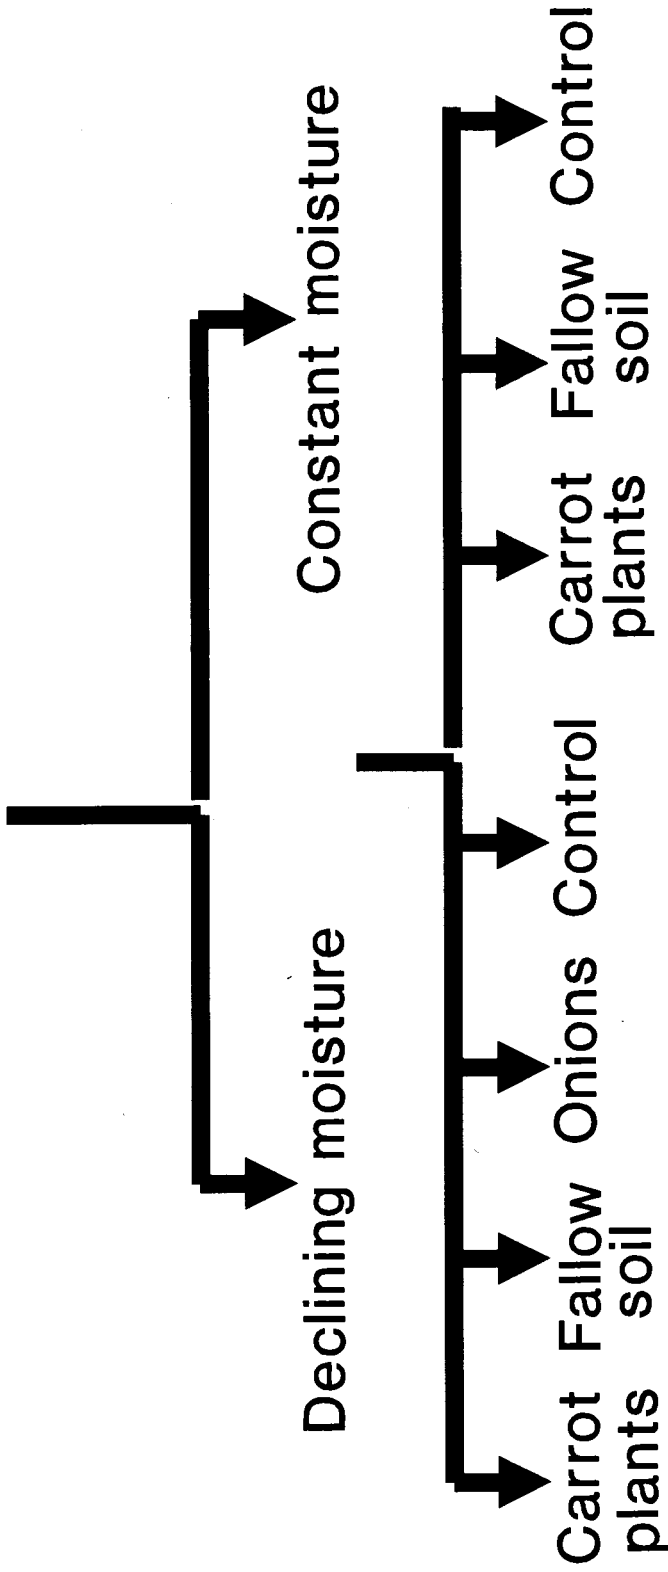 Declining moisture
Constant moisture
Carrot
plants
Fallow
soil
Onions
Control
Carrot
plants
Fallow
soil
Control